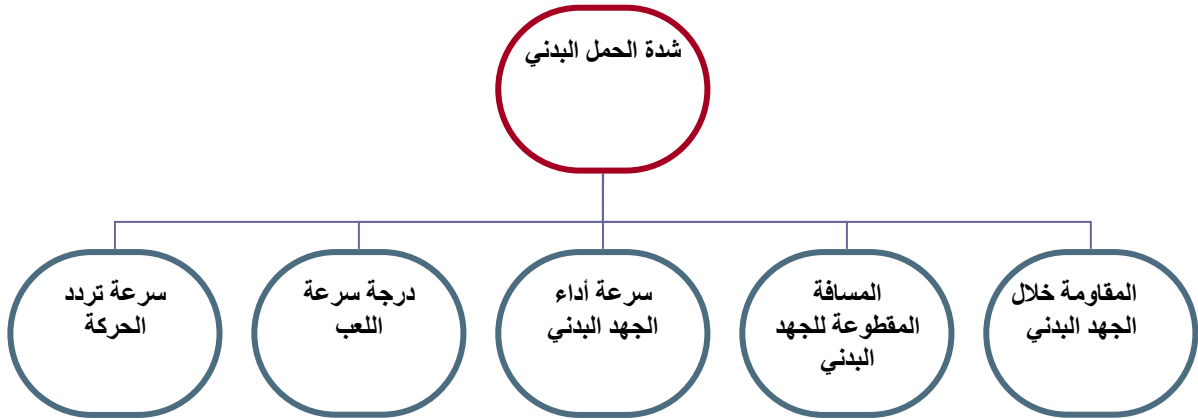 شدة الحمل البدني
المقاومة خلال
الجهد البدني
المسافة
المقطوعة للجهد
البدني
سرعة أداء
الجهد البدني
درجة سرعة
اللعب
سرعة تردد
الحركة